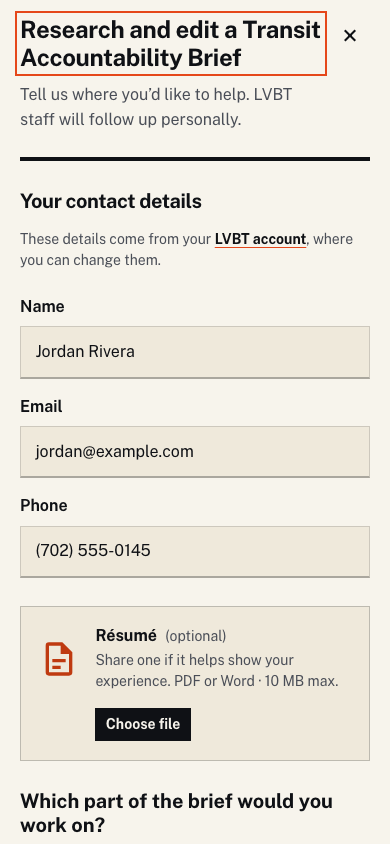 Research and edit a Transit
Accountability Brief
×
Tell us where you’d like to help. LVBT
staff will follow up personally.
Your contact details
These details come from your LVBT account, where
you can change them.
Name
Jordan Rivera
Email
jordan@example.com
Phone
(702) 555-0145
Résumé (optional)
Share one if it helps show your
experience. PDF or Word · 10 MB max.
Choose file
Which part of the brief would you
work on?